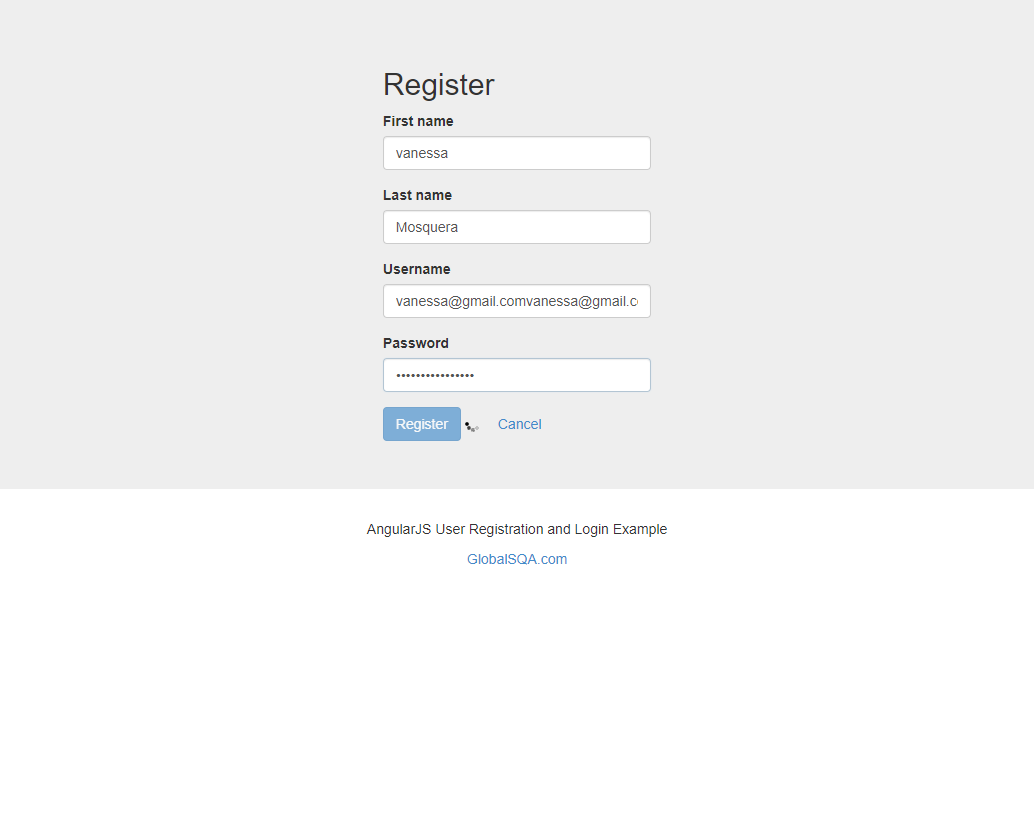 Register
First name
vanessa
Last name
Mosquera
Username
vanessa@gmail.comvanessa@gmail.c
Password
••••••••••••••••
Register Cancel
AngularJS User Registration and Login Example
GlobalSQA.com